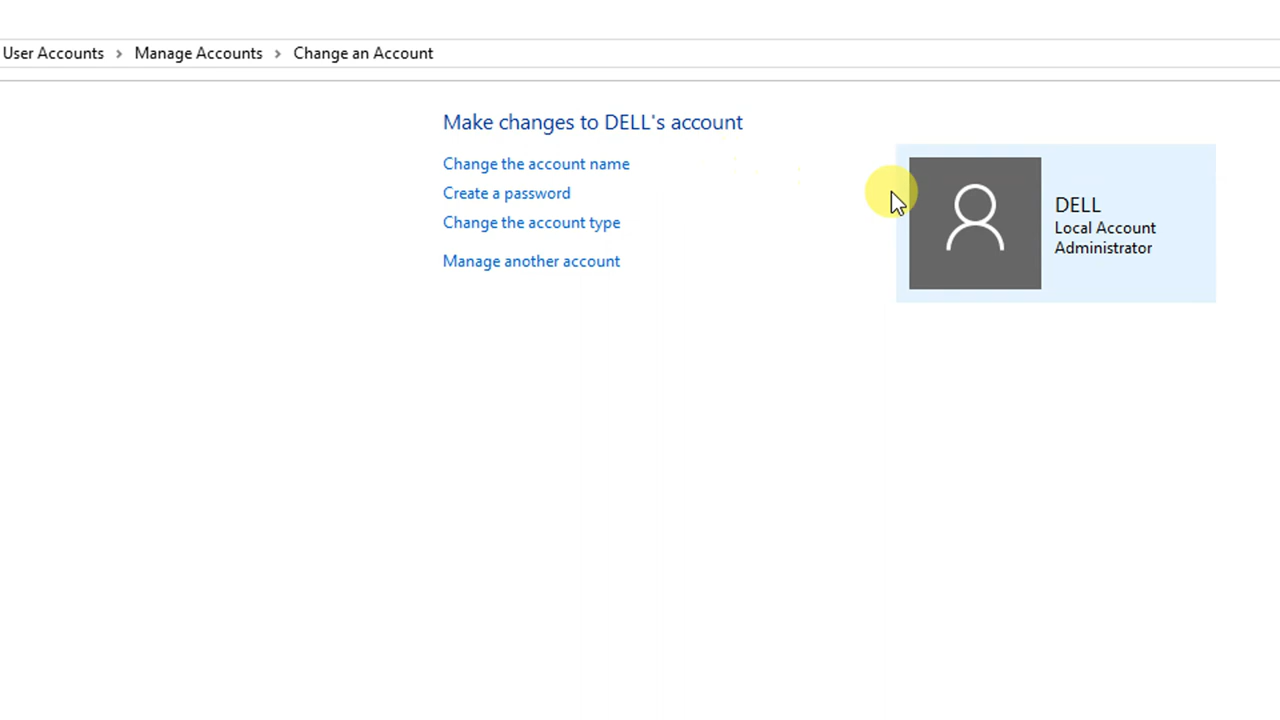 User Accounts > Manage Accounts > Change an Account
Make changes to DELL's account
Change the account name
Create a password
Change the account type
Manage another account
DELL
Local Account
Administrator